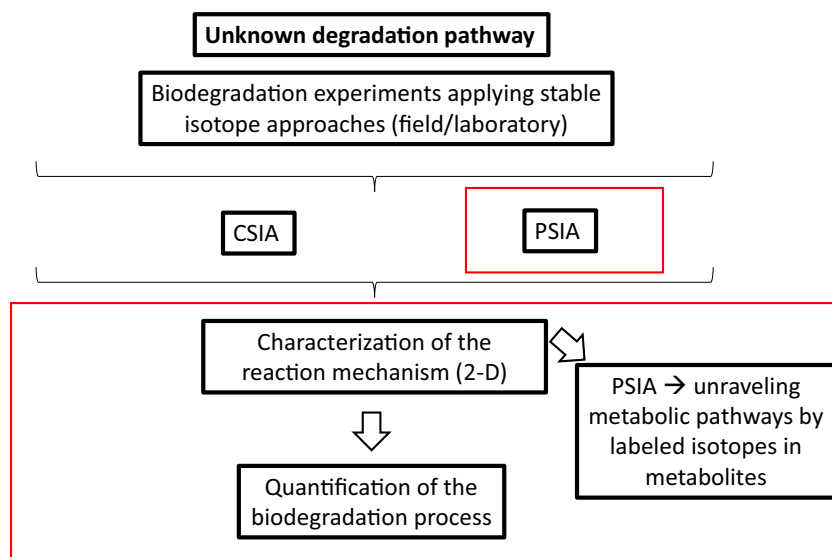 Unknown degradation pathway
Biodegradation experiments applying stable
isotope approaches (field/laboratory)
CSIA
PSIA
Characterization of the
reaction mechanism (2-D)
PSIA → unraveling
metabolic pathways by
labeled isotopes in
metabolites
Quantification of the
biodegradation process